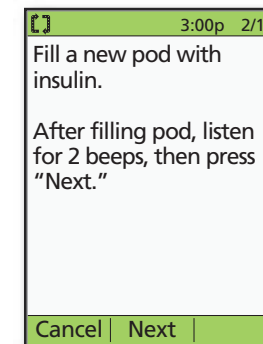 3:00p 2/1
Fill a new pod with
insulin.
After filling pod, listen
for 2 beeps, then press
“Next.”
Cancel | Next |